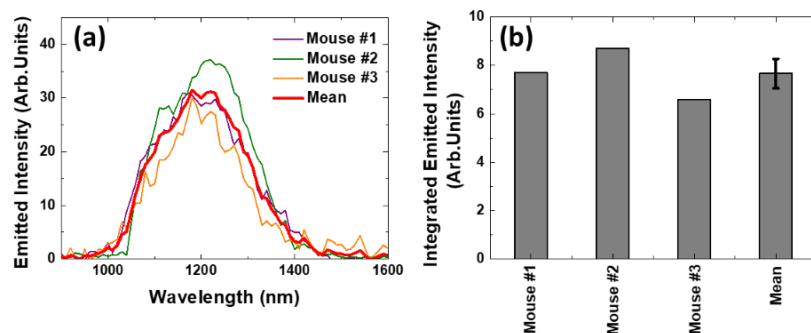 (a)
Mouse #1
Mouse #2
Mouse #3
Mean
Emitted Intensity (Arb.Units)
40
30
20
10
0
1000
1200
1400
1600
Wavelength (nm)
(b)
Integrated Emitted Intensity
(Arb.Units)
10
8
6
4
2
0
Mouse #1
Mouse #2
Mouse #3
Mean